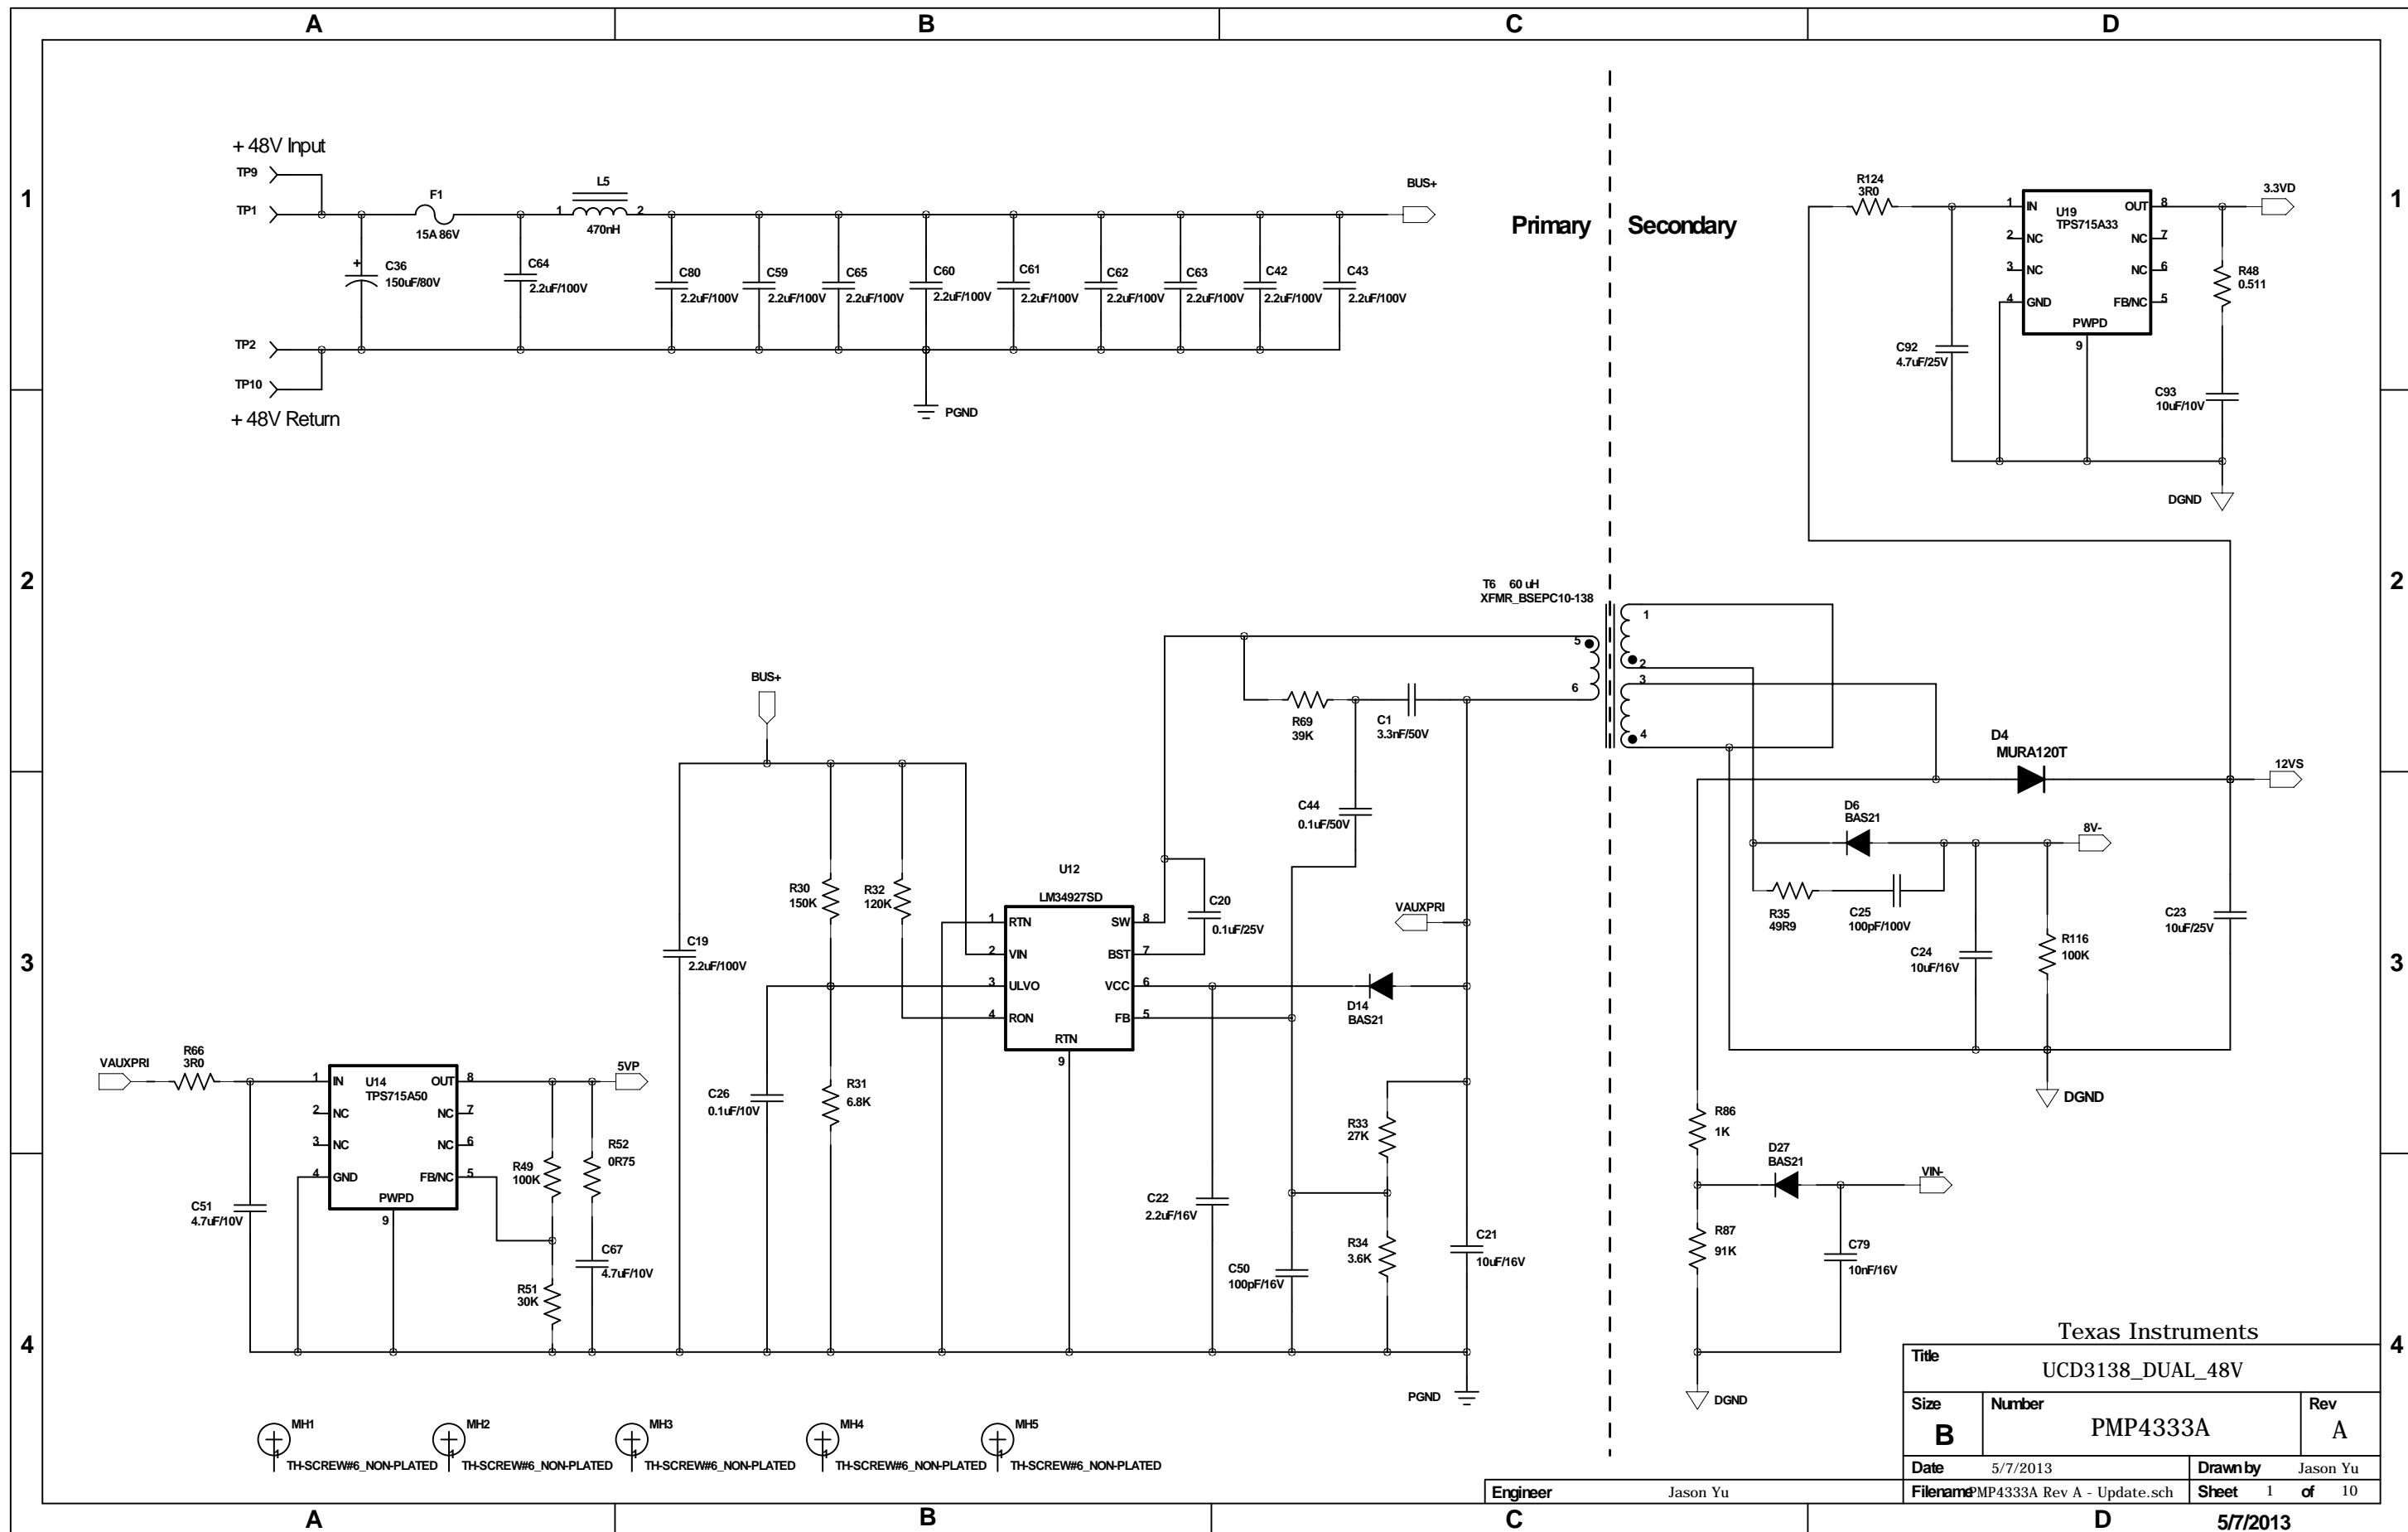 A
B
C
D
1
2
3
4
1
2
3
4
+48V Input
TP9
TP1
F1
15A 86V
L5
1
2
470nH
BUS+
C36
150uF/80V
+
C64
2.2uF/100V
C80
2.2uF/100V
C59
2.2uF/100V
C65
2.2uF/100V
C60
2.2uF/100V
C61
2.2uF/100V
C62
2.2uF/100V
C63
2.2uF/100V
C42
2.2uF/100V
C43
2.2uF/100V
TP2
TP10
+48V Return
PGND
Primary
Secondary
R124
3R0
C92
4.7uF/25V
1
IN
2
NC
3
NC
4
GND
U19
TPS715A33
OUT
8
NC
7
NC
6
FB/NC
5
PWPD
9
3.3VD
R48
0.511
C93
10uF/10V
DGND
T6 60 uH
XFMR_BSEPC10-138
5
6
1
2
3
4
BUS+
R69
39K
C1
3.3nF/50V
C44
0.1uF/50V
D4
MURA120T
12VS
D6
BAS21
8V-
R35
49R9
C25
100pF/100V
C24
10uF/16V
R116
100K
C23
10uF/25V
DGND
R30
150K
R32
120K
C19
2.2uF/100V
U12
LM34927SD
1
RTN
2
VIN
3
ULVO
4
RON
SW
8
BST
7
VCC
6
FB
5
RTN
9
C20
0.1uF/25V
VAUXPRI
D14
BAS21
C26
0.1uF/10V
R31
6.8K
VAUXPRI
R66
3R0
1
IN
2
NC
3
NC
4
GND
U14
TPS715A50
OUT
8
NC
7
NC
6
FB/NC
5
PWPD
9
5VP
C51
4.7uF/10V
R49
100K
R52
0R75
R51
30K
C67
4.7uF/10V
C22
2.2uF/16V
C50
100pF/16V
R33
27K
R34
3.6K
C21
10uF/16V
PGND
R86
1K
D27
BAS21
VIN-
R87
91K
C79
10nF/16V
DGND
MH1
1
TH-SCREW#6_NON-PLATED
MH2
1
TH-SCREW#6_NON-PLATED
MH3
1
TH-SCREW#6_NON-PLATED
MH4
1
TH-SCREW#6_NON-PLATED
MH5
1
TH-SCREW#6_NON-PLATED
Texas Instruments
Title
UCD3138_DUAL_48V
Size
B
Number
PMP4333A
Rev
A
Date 5/7/2013
Drawn by Jason Yu
Engineer Jason Yu
Filename PMP4333A Rev A - Update.sch
Sheet 1 of 10
A
B
C
D
5/7/2013